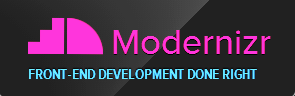 Modernizr
FRONT-END DEVELOPMENT DONE RIGHT